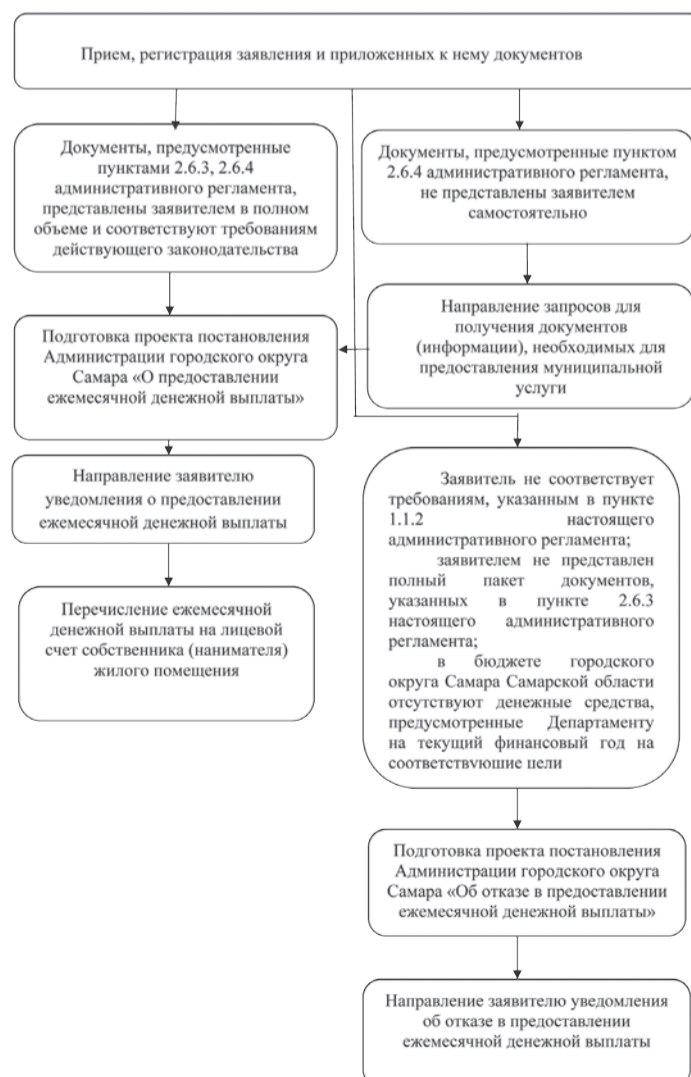 Прием, регистрация заявления и приложенных к нему документов
Документы, предусмотренные
пунктами 2.6.3, 2.6.4
административного регламента,
представлены заявителем в полном
объеме и соответствуют требованиям
действующего законодательства
Документы, предусмотренные пунктом
2.6.4 административного регламента,
не представлены заявителем
самостоятельно
Направление запросов для
получения документов
(информации), необходимых для
предоставления муниципальной
услуги
Подготовка проекта постановления
Администрации городского округа
Самара «О предоставлении
ежемесячной денежной выплаты»
Направление заявителю
уведомления о предоставлении
ежемесячной денежной выплаты
Перечисление ежемесячной
денежной выплаты на лицевой
счет собственника (нанимателя)
жилого помещения
Заявитель не соответствует
требованиям, указанным в пункте
1.1.2 настоящего
административного регламента;
заявителем не представлен
полный пакет документов,
указанных в пункте 2.6.3
настоящего административного
регламента;
в бюджете городского
округа Самара Самарской области
отсутствуют денежные средства,
предусмотренные Департаменту
на текущий финансовый год на
соответствующие цели
Подготовка проекта постановления
Администрации городского округа
Самара «Об отказе в предоставлении
ежемесячной денежной выплаты»
Направление заявителю уведомления
об отказе в предоставлении
ежемесячной денежной выплаты